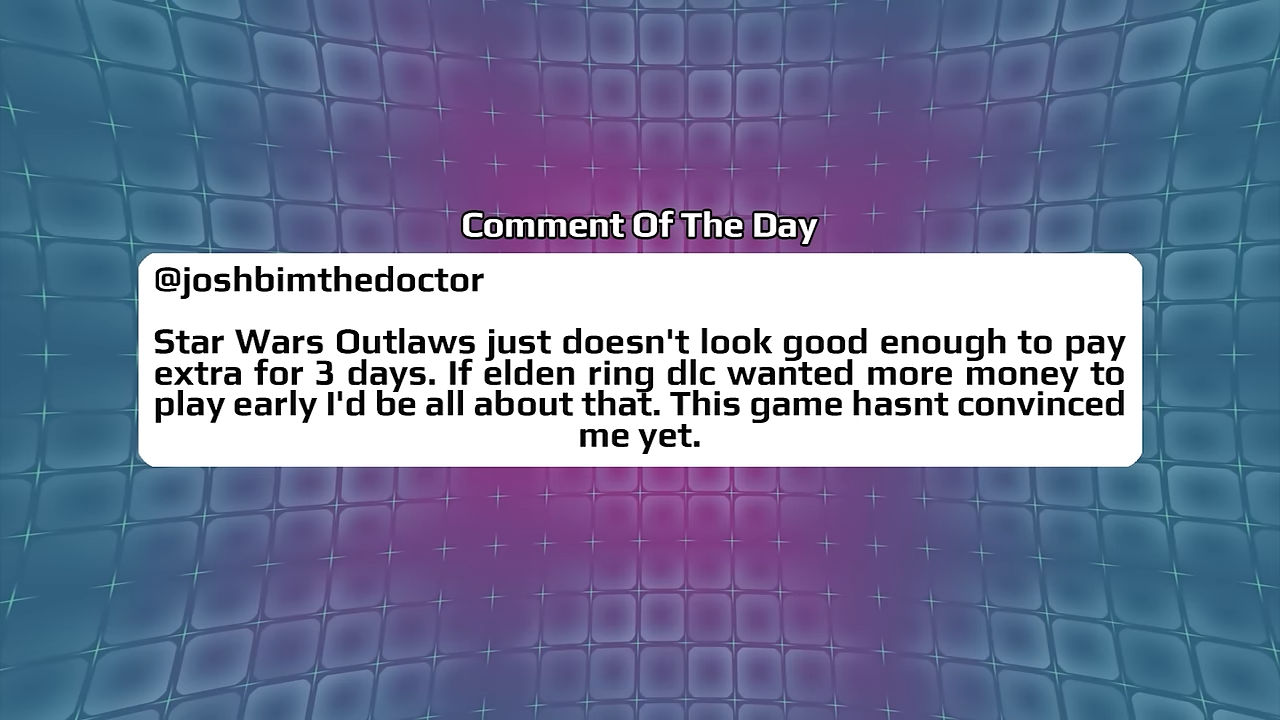 Comment Of The Day
@joshbimthedoctor
Star Wars Outlaws just doesn't look good enough to pay
extra for 3 days. If elden ring dlc wanted more money to
play early I'd be all about that. This game hasnt convinced
me yet.